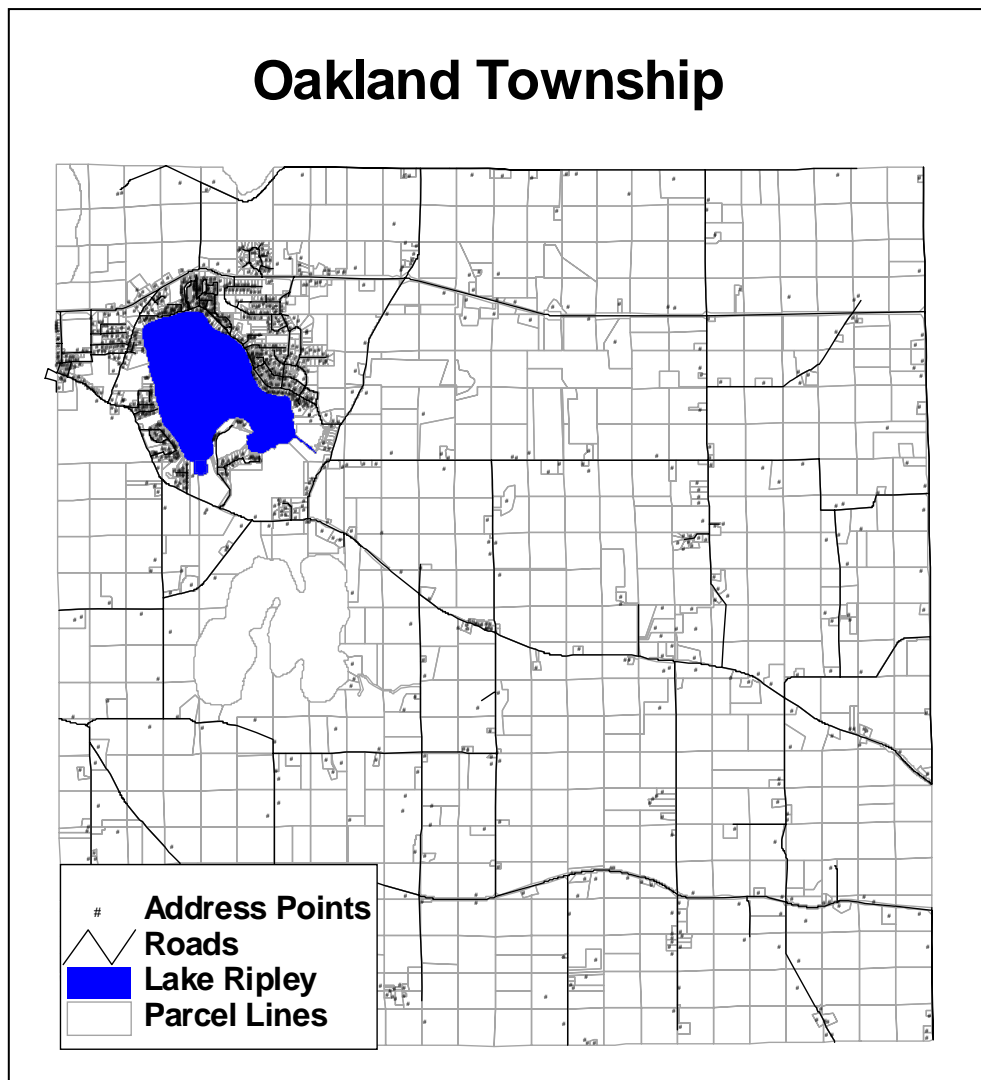 Oakland Township
# Address Points
Roads
Lake Ripley
Parcel Lines